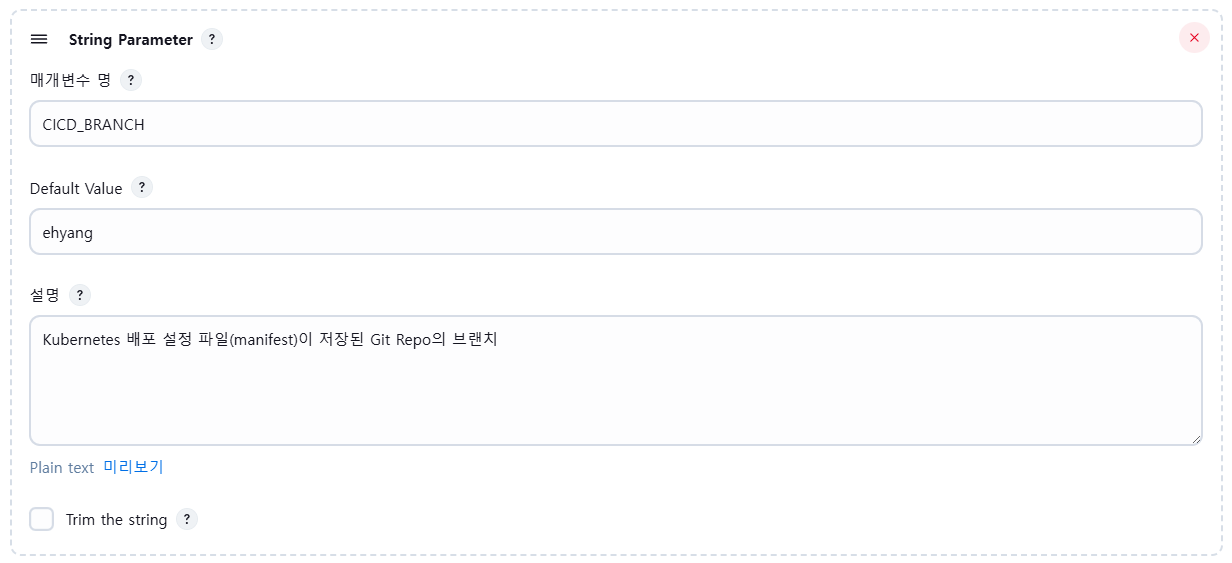 String Parameter ?
매개변수 명 ?
CICD_BRANCH
Default Value ?
ehyang
설명 ?
Kubernetes 배포 설정 파일(manifest)이 저장된 Git Repo의 브랜치
Plain text 미리보기
Trim the string ?